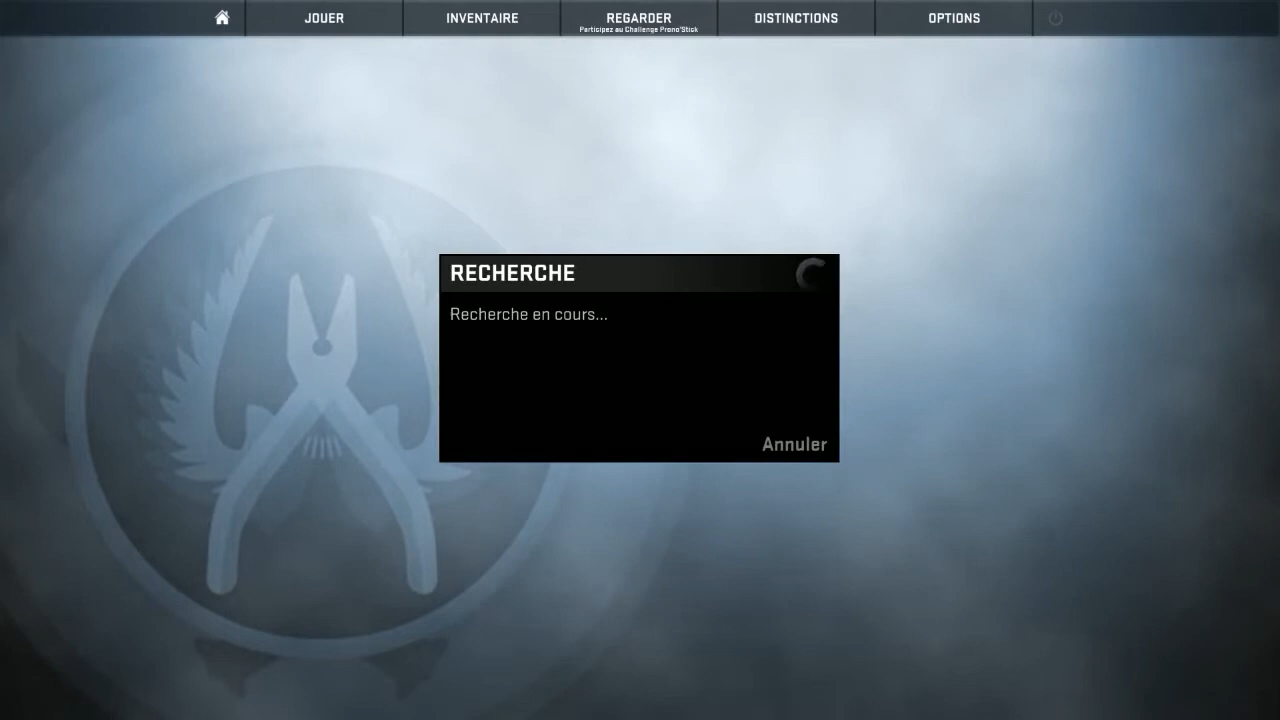 JOUER
INVENTAIRE
REGARDER
Participez au Challenge Prono'Stick
DISTINCTIONS
OPTIONS
RECHERCHE
Recherche en cours...
Annuler